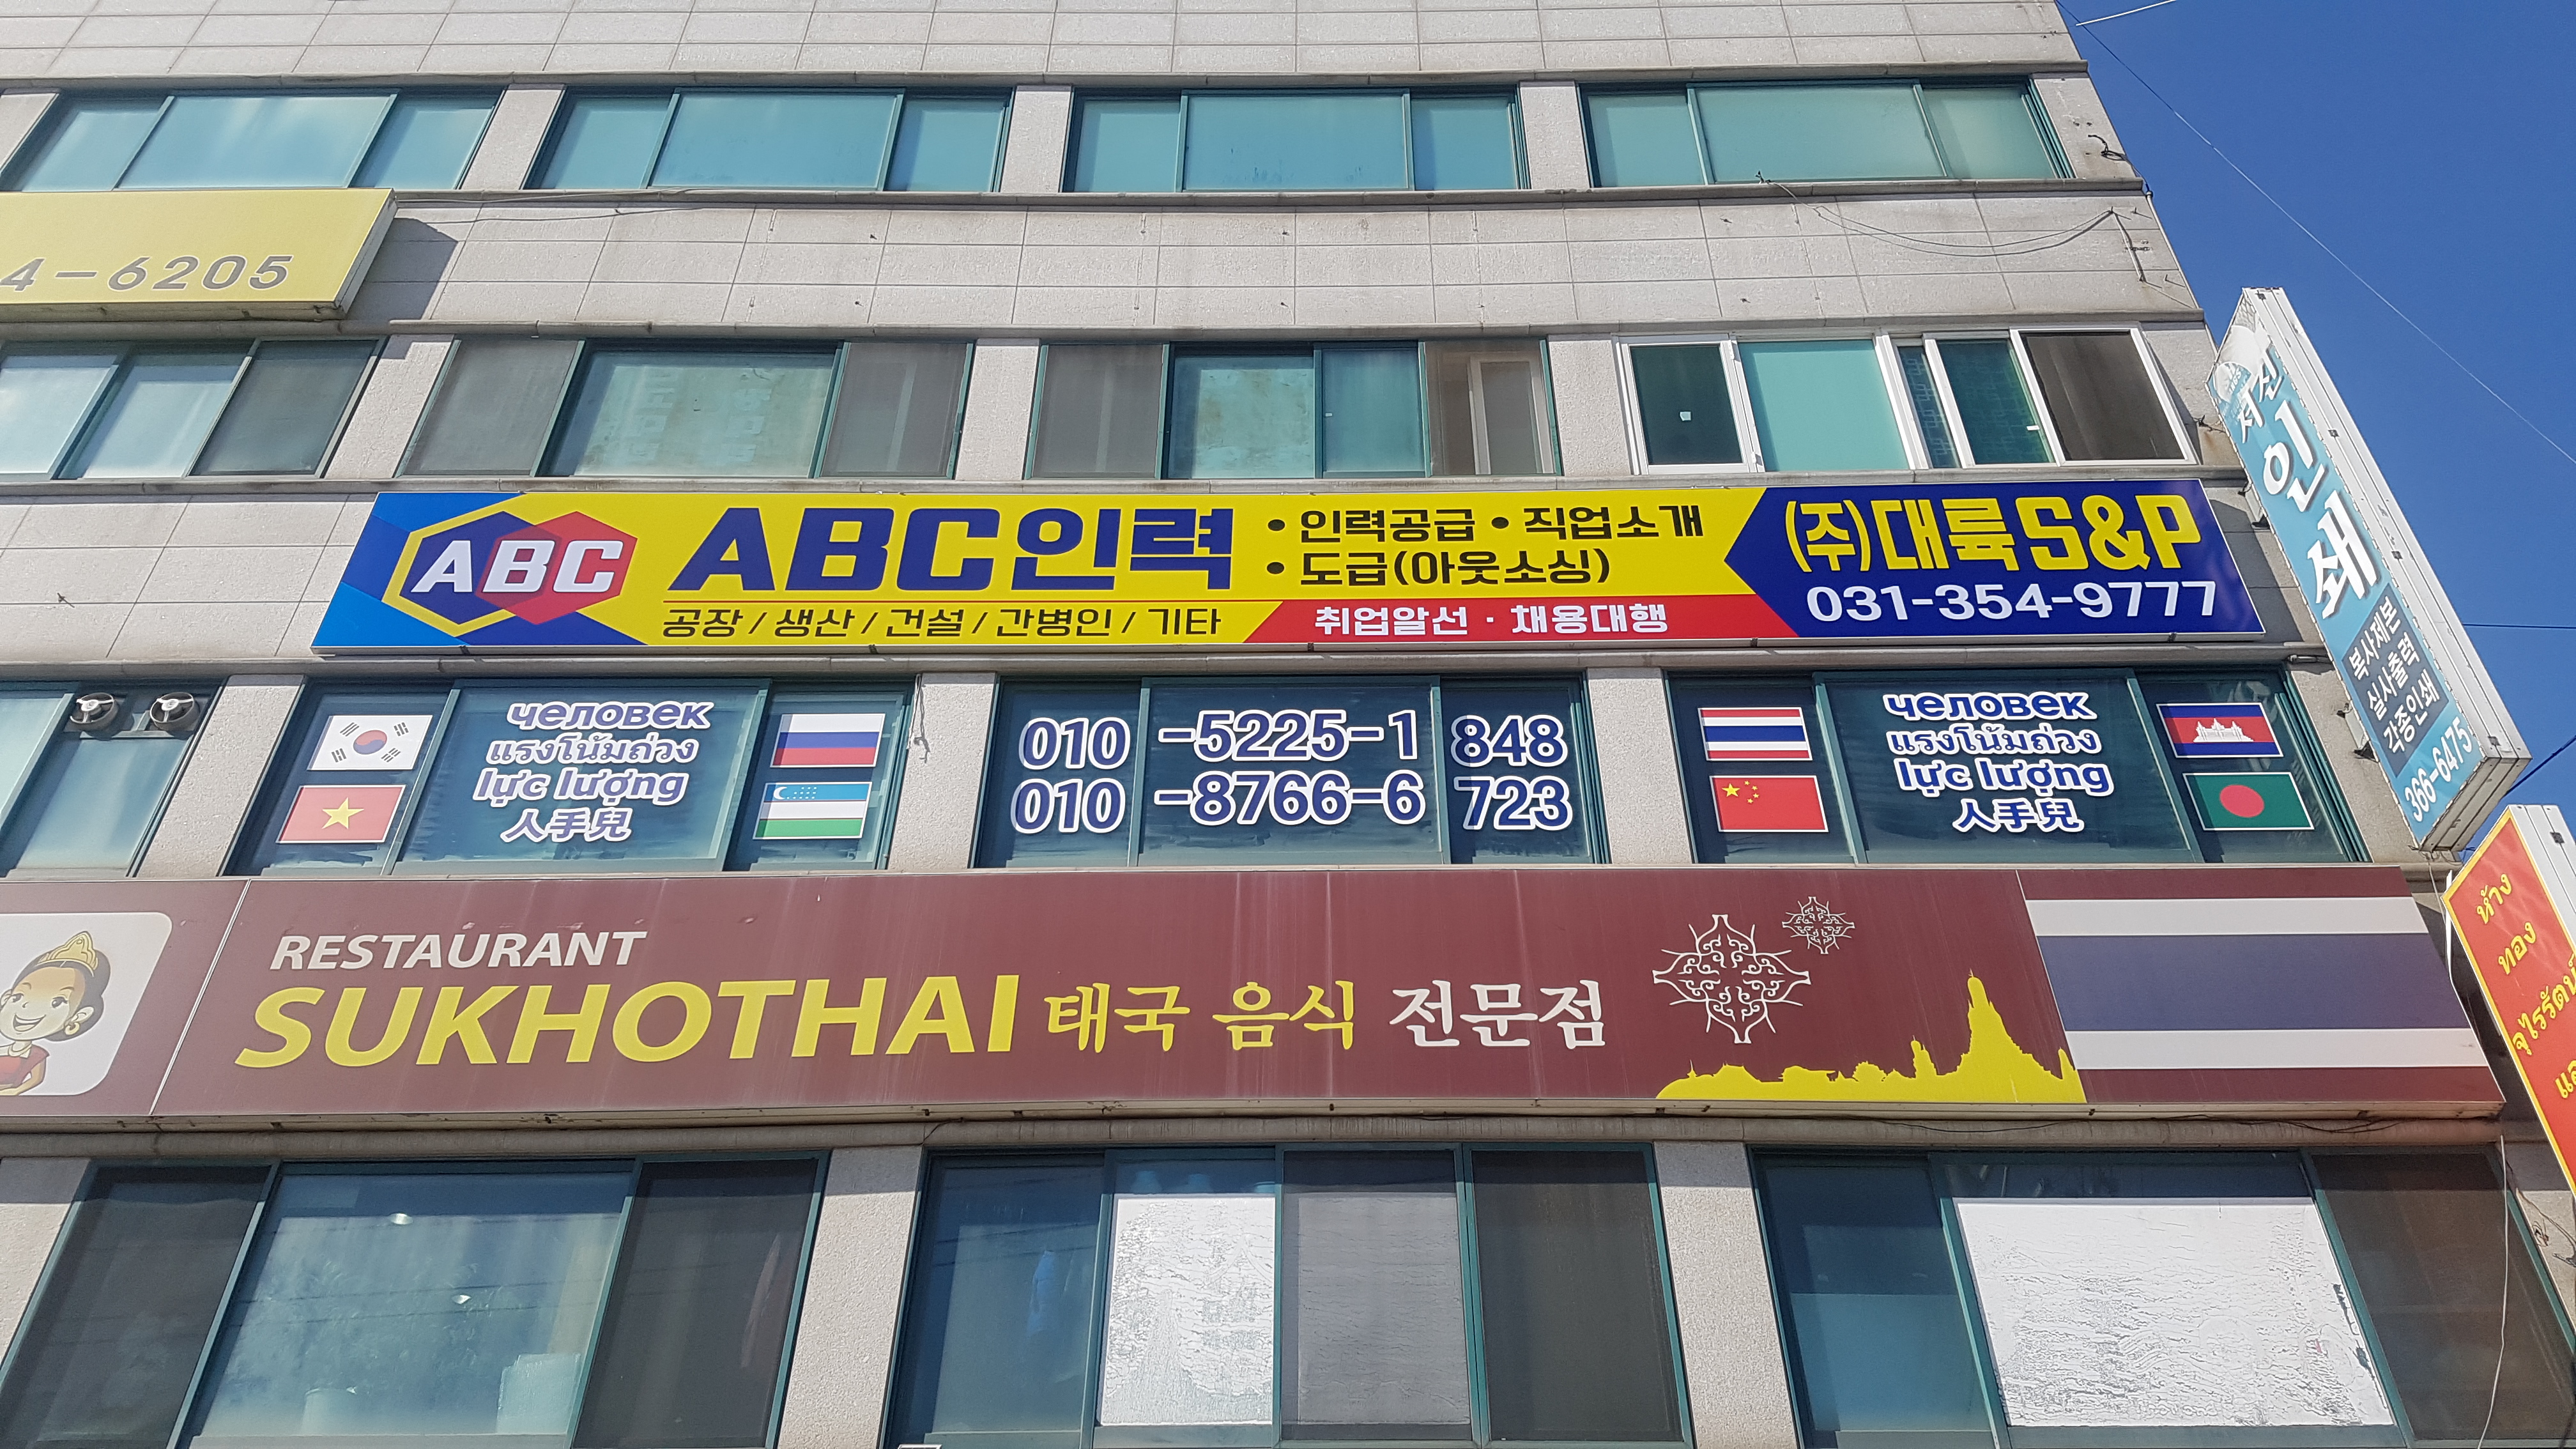 4-6205
ABC
ABC인력
• 인력공급 • 직업소개
• 도급(아웃소싱)
공장 / 생산 / 건설 / 간병인 / 기타
취업알선 · 채용대행
(주)대륙S&P
031-354-9777
человек
แรงโน้มถ่วง
lực lượng
人手兒
010-5225-1848
010-8766-6723
человек
แรงโน้มถ่วง
lực lượng
人手兒
RESTAURANT
SUKHOTHAI 태국 음식 전문점
인쇄
복사제본
실사출력
각종인쇄
366-6475
ห้าง
ทอง